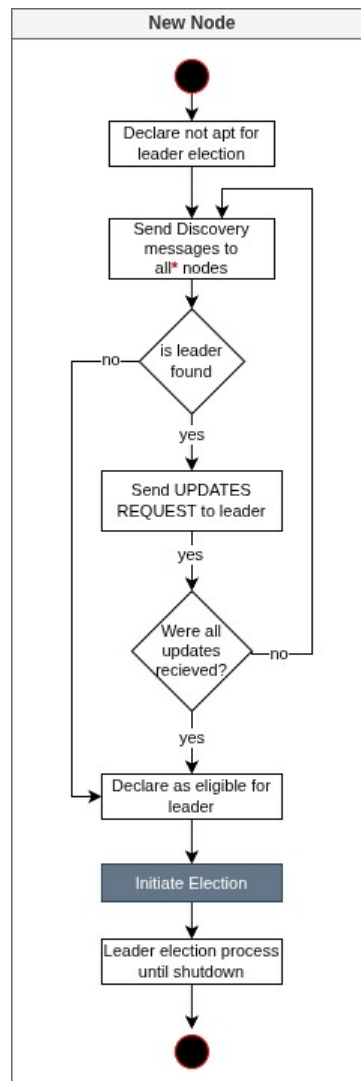 New Node
Declare not apt for
leader election
Send Discovery
messages to
all* nodes
is leader
found
no
yes
Send UPDATES
REQUEST to leader
yes
Were all
updates
recieved?
no
yes
Declare as eligible for
leader
Initiate Election
Leader election process
until shutdown